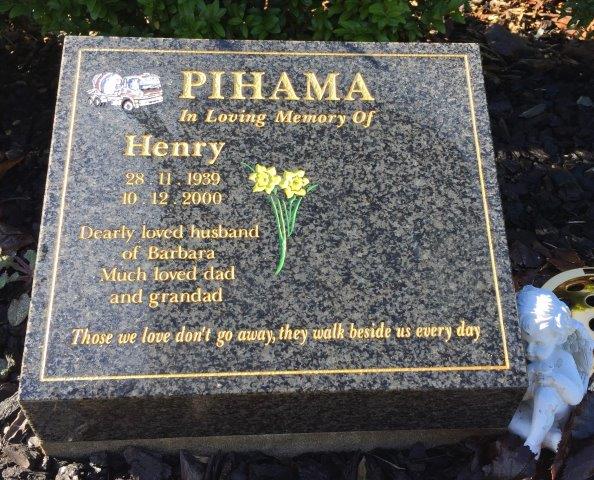 PIHAMA
In Loving Memory Of
Henry
28 . 11 . 1939
10 . 12 . 2000
Dearly loved husband
of Barbara
Much loved dad
and grandad
Those we love don't go away, they walk beside us every day